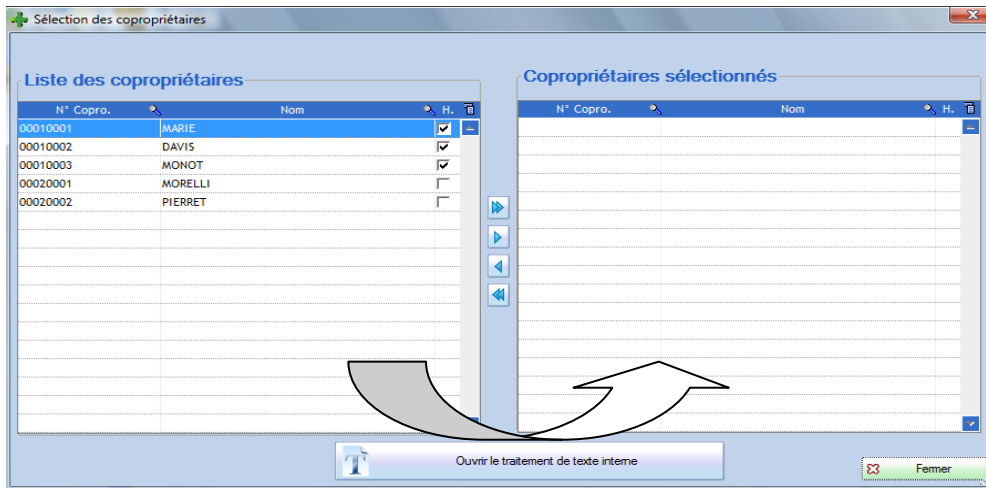 Sélection des copropriétaires
Liste des copropriétaires
N° Copro. Nom H.
00010001 MARIE
00010002 DAVIS
00010003 MONOT
00020001 MORELLI
00020002 PIERRET
Copropriétaires sélectionnés
N° Copro. Nom H.
Ouvrir le traitement de texte interne
Fermer